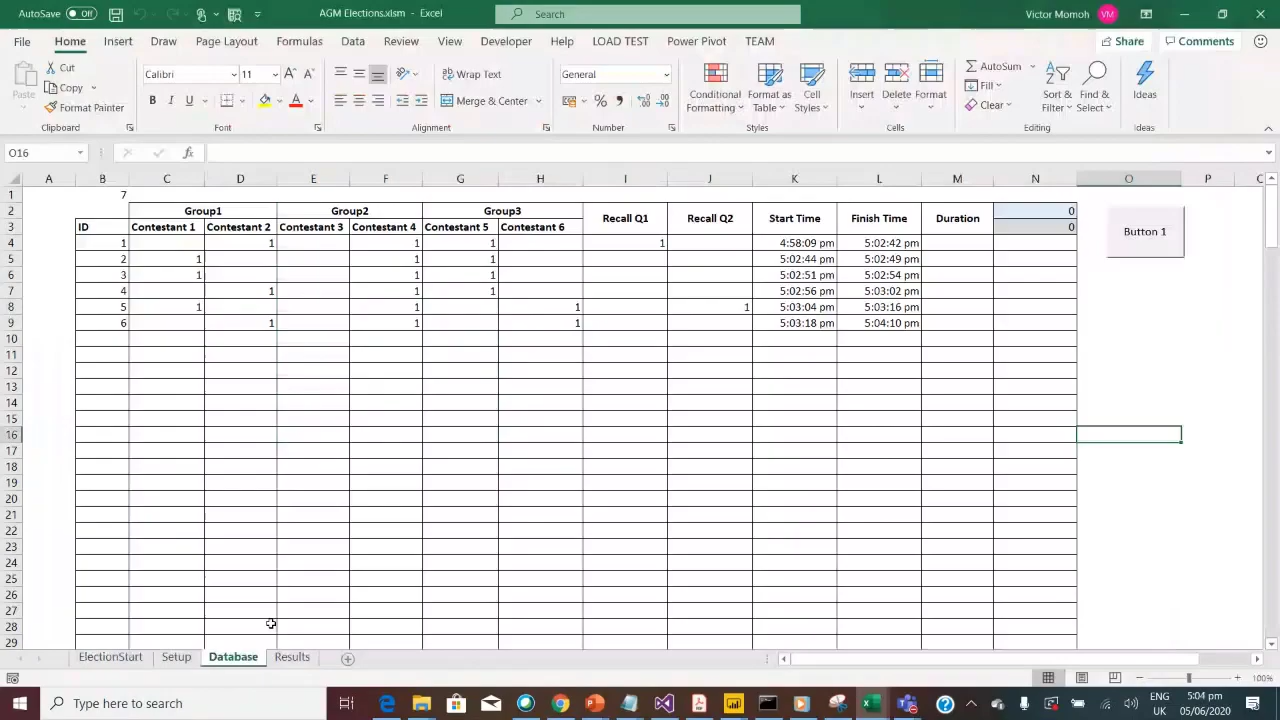 AutoSave Off AGM Elections.xlsm - Excel Search Victor Momoh VM
File Home Insert Draw Page Layout Formulas Data Review View Developer Help LOAD TEST Power Pivot TEAM Share Comments
Paste Cut Copy Format Painter Clipboard
Calibri 11 A A B I U A Font
Wrap Text Merge & Center Alignment
General % Number
Conditional Formatting Format as Table Cell Styles Styles
Insert Delete Format Cells
AutoSum Fill Clear Sort & Filter Find & Select Editing
Ideas Ideas
O16 fx
A B C D E F G H I J K L M N O P
1 7
2 Group1 Group2 Group3 Recall Q1 Recall Q2 Start Time Finish Time Duration 0
3 ID Contestant 1 Contestant 2 Contestant 3 Contestant 4 Contestant 5 Contestant 6 0 Button 1
4 1 1 1 1 1 4:58:09 pm 5:02:42 pm
5 2 1 1 1 5:02:44 pm 5:02:49 pm
6 3 1 1 1 5:02:51 pm 5:02:54 pm
7 4 1 1 1 5:02:56 pm 5:03:02 pm
8 5 1 1 1 1 5:03:04 pm 5:03:16 pm
9 6 1 1 1 5:03:18 pm 5:04:10 pm
10
11
12
13
14
15
16
17
18
19
20
21
22
23
24
25
26
27
28
29
ElectionStart Setup Database Results
100%
Type here to search ENG 5:04 pm
UK 05/06/2020